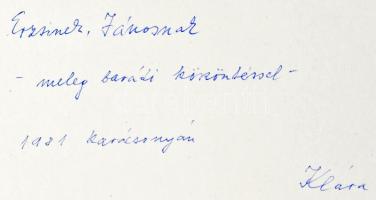 Erzsinek, Jánosnak
- meleg baráti köszöntéssel -
1981 karácsonyán
Klára